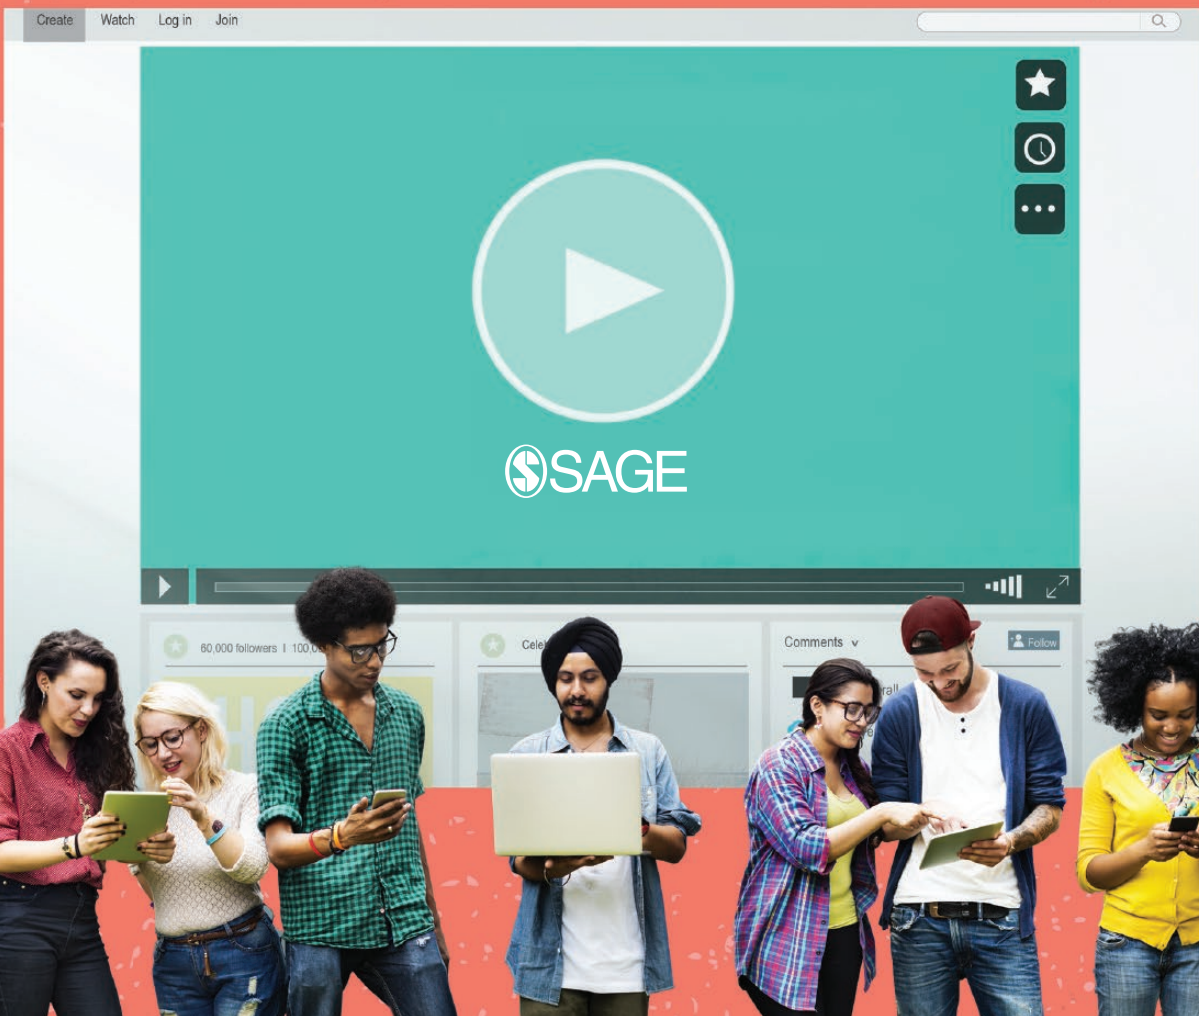 Create Watch Log in Join
SAGE
60,000 followers I
Comments v
Follow